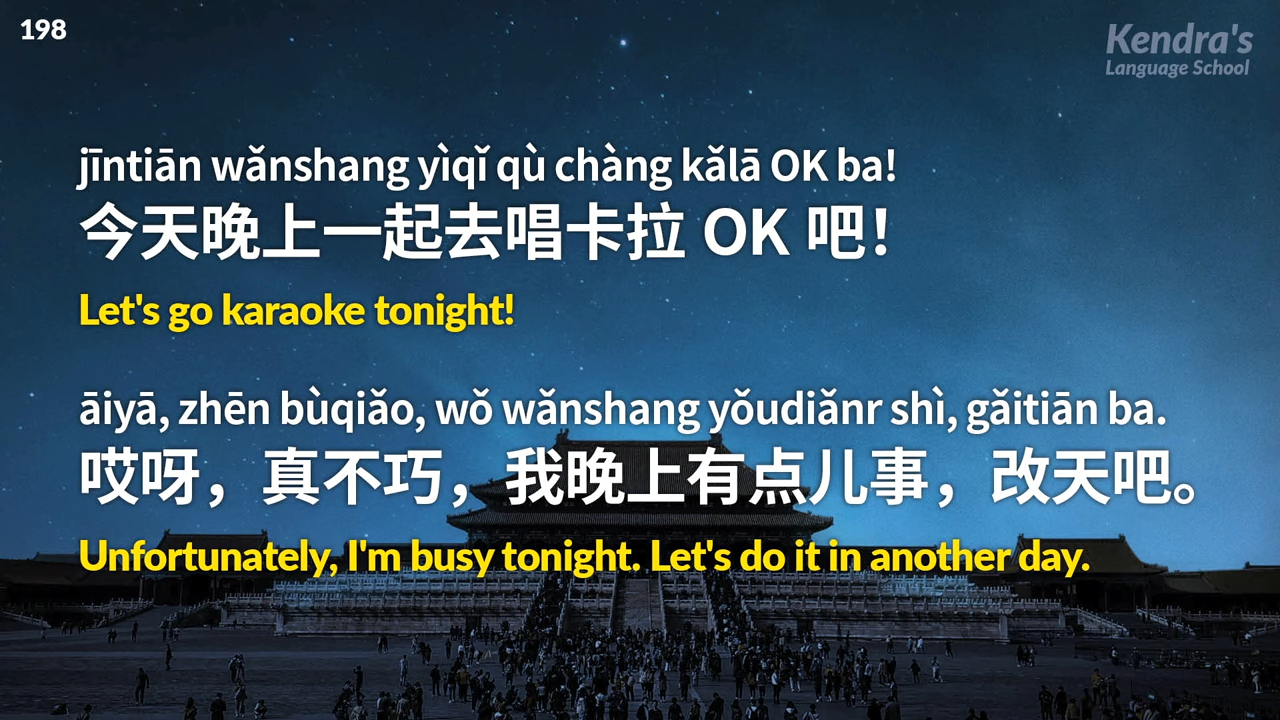 198
Kendra's
Language School
jīntiān wǎnshang yìqǐ qù chàng kǎlā OK ba!
今天晚上一起去唱卡拉 OK 吧！
Let's go karaoke tonight!
āiyā, zhēn bùqiǎo, wǒ wǎnshang yǒudiǎnr shì, gǎitiān ba.
哎呀，真不巧，我晚上有点儿事，改天吧。
Unfortunately, I'm busy tonight. Let's do it in another day.